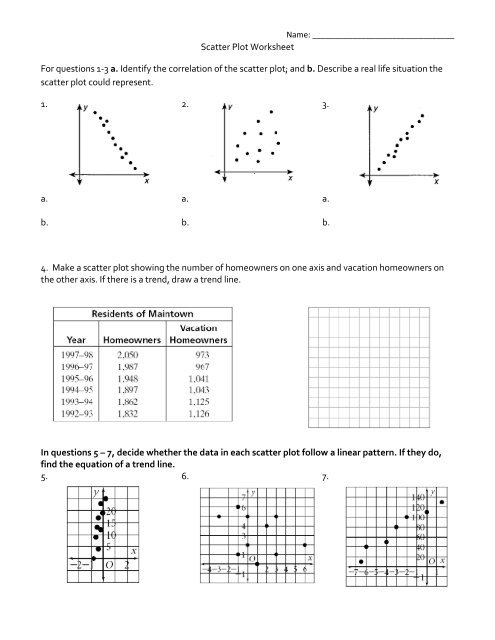 Name: ________________________________
Scatter Plot Worksheet
For questions 1-3 a. Identify the correlation of the scatter plot; and b. Describe a real life situation the
scatter plot could represent.
1. 2. 3.
y y y
x x x
a. a. a.
b. b. b.
4. Make a scatter plot showing the number of homeowners on one axis and vacation homeowners on
the other axis. If there is a trend, draw a trend line.
Residents of Maintown
Year Homeowners Vacation Homeowners
1997–98 2,050 973
1996–97 1,987 967
1995–96 1,948 1,041
1994–95 1,897 1,043
1993–94 1,862 1,125
1992–93 1,832 1,126
In questions 5 – 7, decide whether the data in each scatter plot follow a linear pattern. If they do,
find the equation of a trend line.
5. 6. 7.
y
20
15
10
5
x
–2– O 2
y
7
6
4
3
1
O x
–4–3–2– 2 3 4 5 6
–1
y
140
120
100
80
60
40
20
O x
–7–6–5–4–3–2– 1
–1